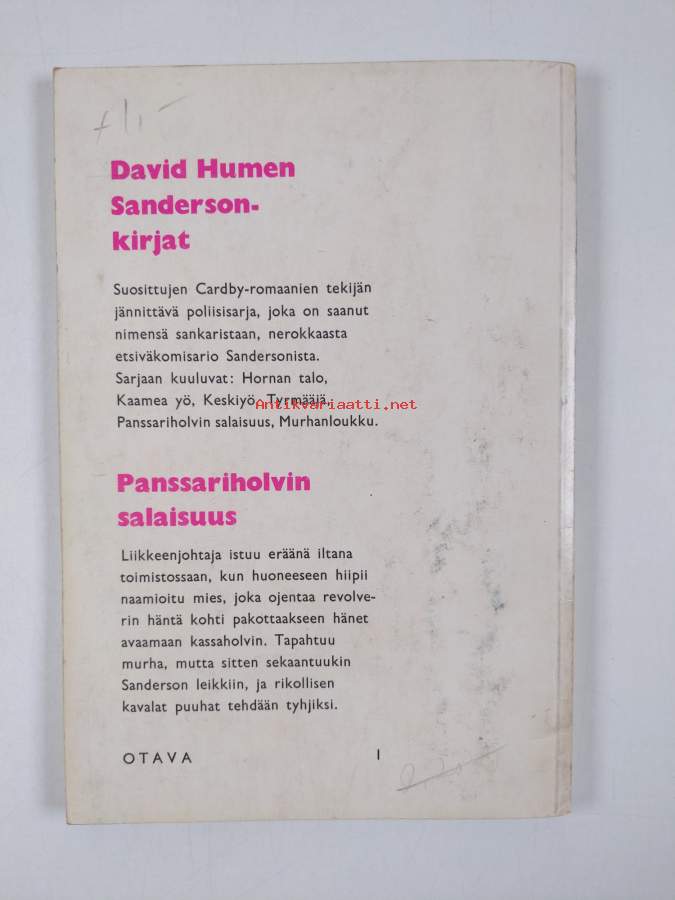 +1,-
David Humen
Sanderson-
kirjat
Suosittujen Cardby-romaanien tekijän
jännittävä poliisisarja, joka on saanut
nimensä sankaristaan, nerokkaasta
etsiväkomisario Sandersonista.
Sarjaan kuuluvat: Hornan talo,
Kaamea yö, Keskiyö, Tyrmääjä,
Antikvariaatti.net
Panssariholvin salaisuus, Murhanloukku.
Panssariholvin
salaisuus
Liikkeenjohtaja istuu eräänä iltana
toimistossaan, kun huoneeseen hiipii
naamioitu mies, joka ojentaa revolve-
rin häntä kohti pakottaakseen hänet
avaamaan kassaholvin. Tapahtuu
murha, mutta sitten sekaantuukin
Sanderson leikkiin, ja rikollisen
kavalat puuhat tehdään tyhjiksi.
OTAVA I